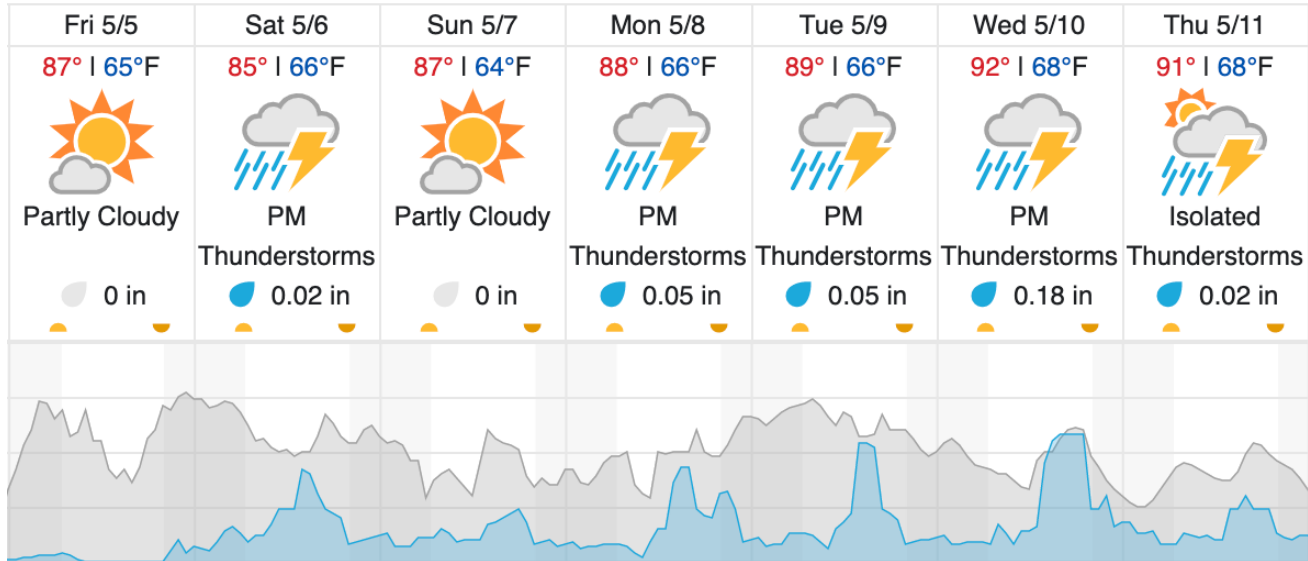 Fri 5/5 Sat 5/6 Sun 5/7 Mon 5/8 Tue 5/9 Wed 5/10 Thu 5/11
87° | 65°F 85° | 66°F 87° | 64°F 88° | 66°F 89° | 66°F 92° | 68°F 91° | 68°F
Partly Cloudy PM Partly Cloudy PM PM PM Isolated
Thunderstorms Thunderstorms Thunderstorms Thunderstorms Thunderstorms
0 in 0.02 in 0 in 0.05 in 0.05 in 0.18 in 0.02 in